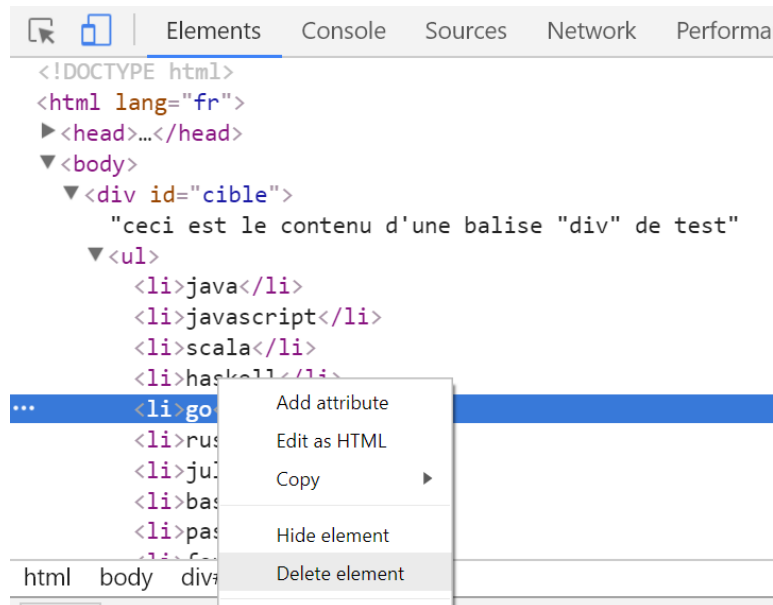 Elements Console Sources Network Performa
<!DOCTYPE html>
<html lang="fr">
<head>…</head>
<body>
<div id="cible">
"ceci est le contenu d'une balise "div" de test"
<ul>
<li>java</li>
<li>javascript</li>
<li>scala</li>
<li>haskell</li>
<li>go
<li>rus
<li>jul
<li>bas
<li>pas
Add attribute
Edit as HTML
Copy
Hide element
Delete element
html body div#